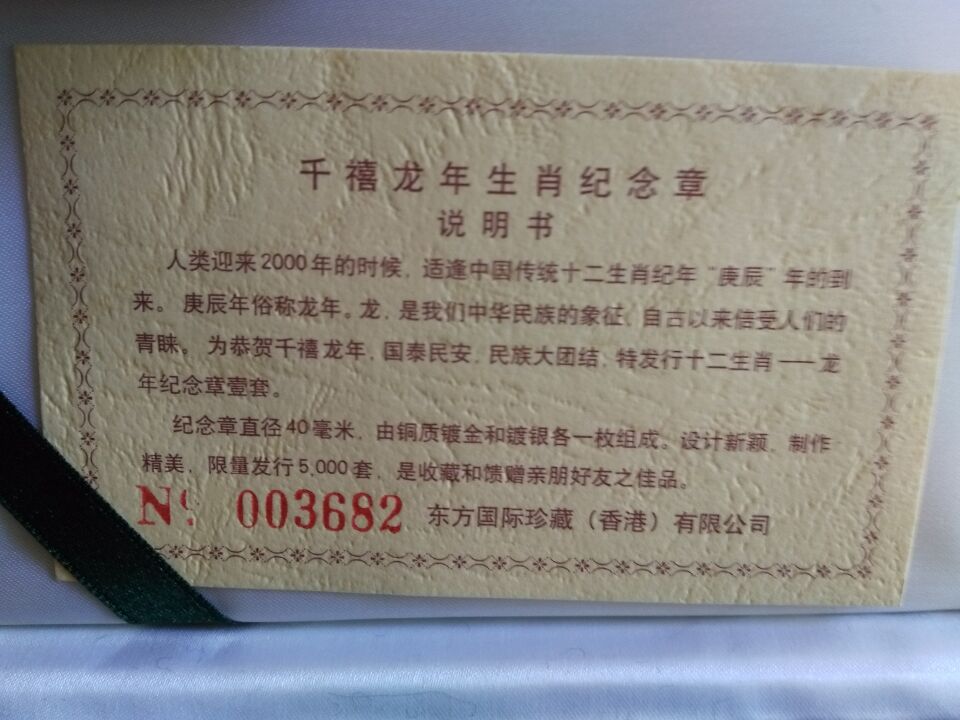 千禧龙年生肖纪念章
说明书
人类迎来2000年的时候，适逢中国传统十二生肖纪年“庚辰”年的到
来。庚辰年俗称龙年。龙，是我们中华民族的象征，自古以来倍受人们的
青睐。为恭贺千禧龙年，国泰民安，民族大团结，特发行十二生肖——龙
年纪念章壹套。
纪念章直径40毫米，由铜质镀金和镀银各一枚组成。设计新颖，制作
精美，限量发行5,000套，是收藏和馈赠亲朋好友之佳品。
№ 003682 东方国际珍藏（香港）有限公司